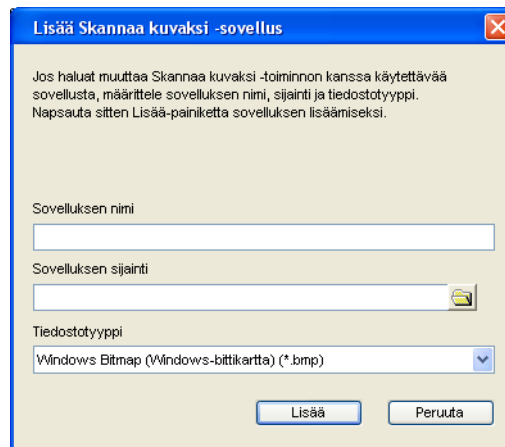 Lisää Skannaa kuvaksi -sovellus
Jos haluat muuttaa Skannaa kuvaksi -toiminnon kanssa käytettävää
sovellusta, määrittele sovelluksen nimi, sijainti ja tiedostotyyppi.
Napsauta sitten Lisää-painiketta sovelluksen lisäämiseksi.
Sovelluksen nimi
Sovelluksen sijainti
Tiedostotyyppi
Windows Bitmap (Windows-bittikartta) (*.bmp)
Lisää Peruuta